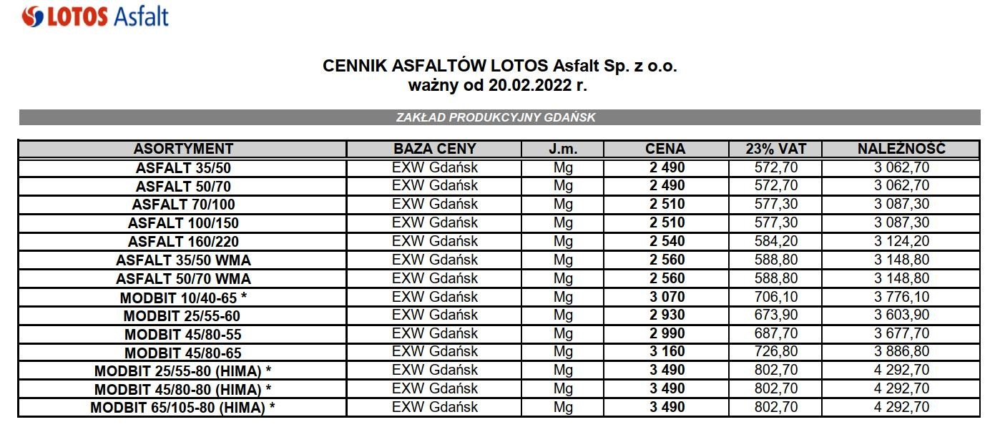 LOTOS Asfalt
CENNIK ASFALTÓW LOTOS Asfalt Sp. z o.o.
ważny od 20.02.2022 r.
ZAKŁAD PRODUKCYJNY GDAŃSK
ASORTYMENT BAZA CENY J.m. CENA 23% VAT NALEŻNOŚĆ
ASFALT 35/50 EXW Gdańsk Mg 2 490 572,70 3 062,70
ASFALT 50/70 EXW Gdańsk Mg 2 490 572,70 3 062,70
ASFALT 70/100 EXW Gdańsk Mg 2 510 577,30 3 087,30
ASFALT 100/150 EXW Gdańsk Mg 2 510 577,30 3 087,30
ASFALT 160/220 EXW Gdańsk Mg 2 540 584,20 3 124,20
ASFALT 35/50 WMA EXW Gdańsk Mg 2 560 588,80 3 148,80
ASFALT 50/70 WMA EXW Gdańsk Mg 2 560 588,80 3 148,80
MODBIT 10/40-65 * EXW Gdańsk Mg 3 070 706,10 3 776,10
MODBIT 25/55-60 EXW Gdańsk Mg 2 930 673,90 3 603,90
MODBIT 45/80-55 EXW Gdańsk Mg 2 990 687,70 3 677,70
MODBIT 45/80-65 EXW Gdańsk Mg 3 160 726,80 3 886,80
MODBIT 25/55-80 (HIMA) * EXW Gdańsk Mg 3 490 802,70 4 292,70
MODBIT 45/80-80 (HIMA) * EXW Gdańsk Mg 3 490 802,70 4 292,70
MODBIT 65/105-80 (HIMA) * EXW Gdańsk Mg 3 490 802,70 4 292,70